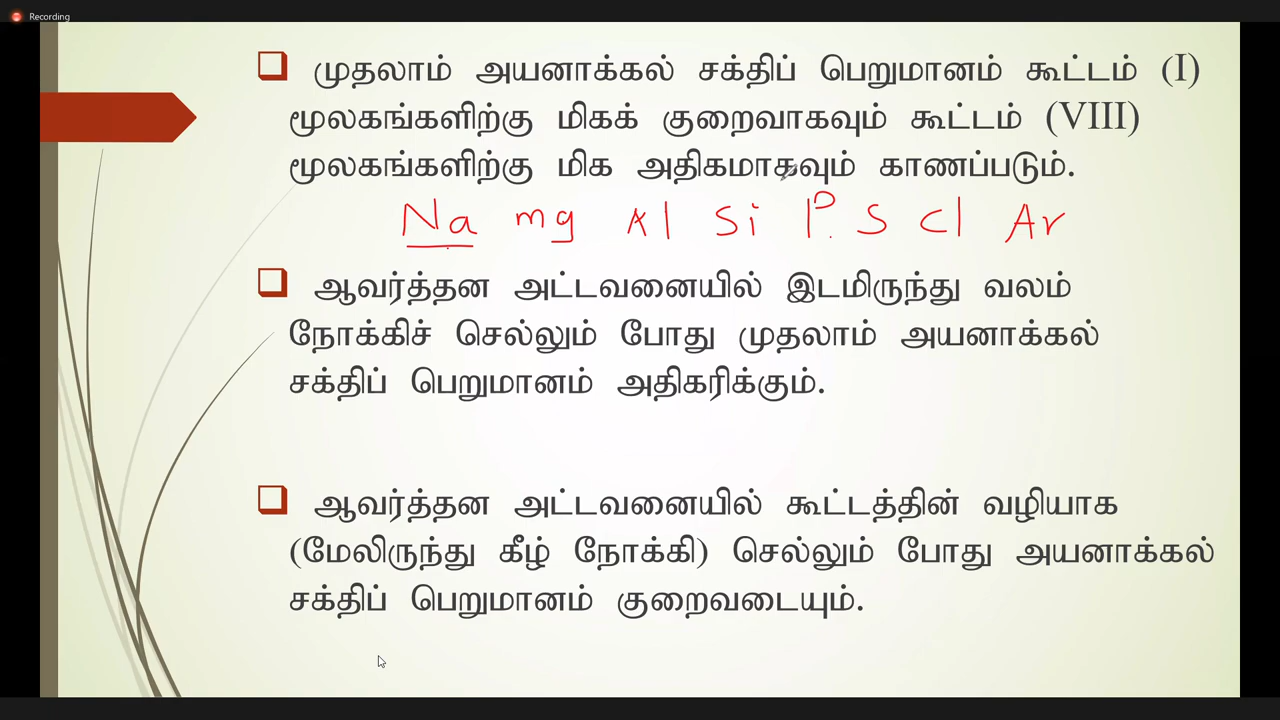 Recording
முதலாம் அயனாக்கல் சக்திப் பெறுமானம் கூட்டம் (I)
மூலகங்களிற்கு மிகக் குறைவாகவும் கூட்டம் (VIII)
மூலகங்களிற்கு மிக அதிகமாகவும் காணப்படும்.
Na mg Al Si P. S Cl Ar
ஆவர்த்தன அட்டவனையில் இடமிருந்து வலம்
நோக்கிச் செல்லும் போது முதலாம் அயனாக்கல்
சக்திப் பெறுமானம் அதிகரிக்கும்.
ஆவர்த்தன அட்டவனையில் கூட்டத்தின் வழியாக
(மேலிருந்து கீழ் நோக்கி) செல்லும் போது அயனாக்கல்
சக்திப் பெறுமானம் குறைவடையும்.